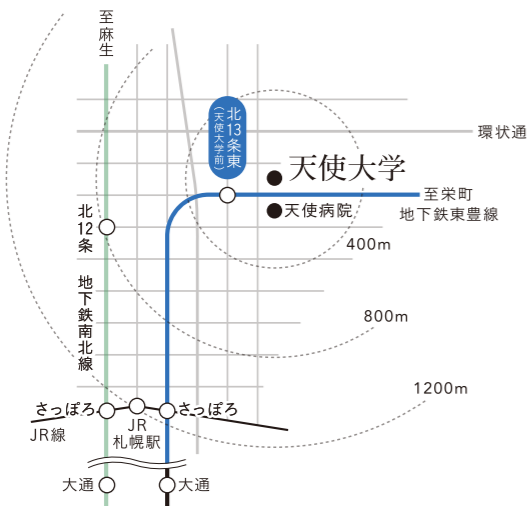 至麻生
環状通
北13条東
（天使大学前）
天使大学
至栄町
地下鉄東豊線
天使病院
北12条
400m
地下鉄南北線
800m
1200m
さっぽろ
さっぽろ
JR線
JR
札幌駅
大通
大通